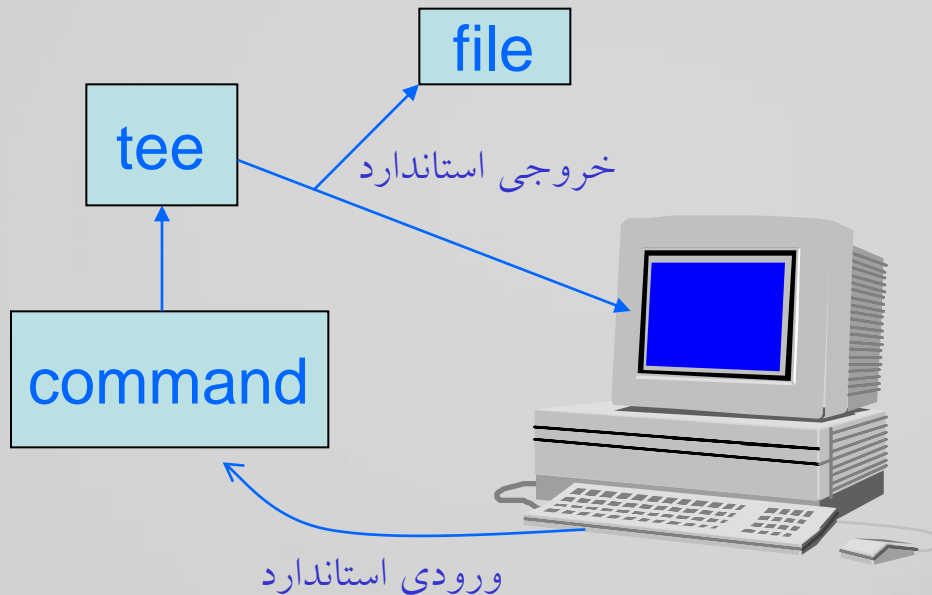 file
tee
خروجی استاندارد
command
ورودی استاندارد